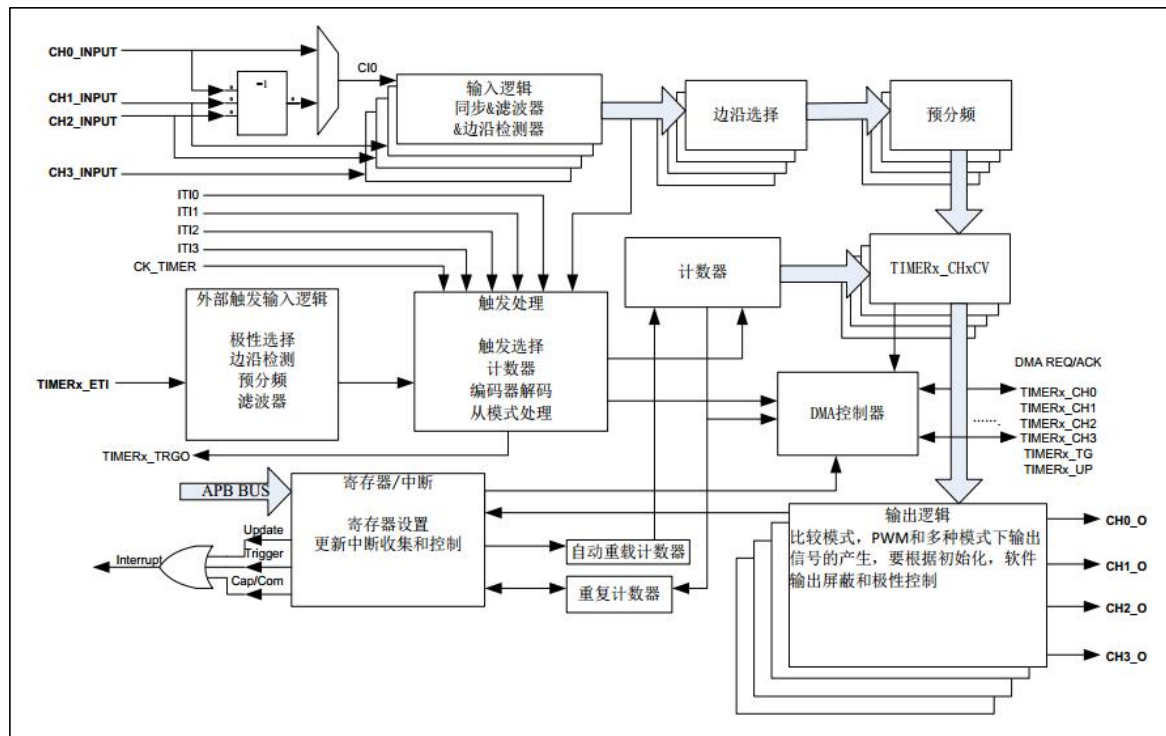 CH0_INPUT
CH1_INPUT
CH2_INPUT
CH3_INPUT
=1
CI0
输入逻辑
同步&滤波器
&边沿检测器
边沿选择
预分频
ITI0
ITI1
ITI2
ITI3
CK_TIMER
计数器
TIMERx_CHxCV
外部触发输入逻辑
极性选择
边沿检测
预分频
滤波器
TIMERx_ETI
触发处理
触发选择
计数器
编码器解码
从模式处理
TIMERx_TRGO
DMA控制器
DMA REQ/ACK
TIMERx_CH0
TIMERx_CH1
TIMERx_CH2
TIMERx_CH3
TIMERx_TG
TIMERx_UP
.......
APB BUS
寄存器/中断
寄存器设置
更新中断收集和控制
Update
Trigger
Cap/Com
Interrupt
自动重载计数器
重复计数器
输出逻辑
比较模式，PWM和多种模式下输出
信号的产生，要根据初始化，软件
输出屏蔽和极性控制
CH0_O
CH1_O
CH2_O
CH3_O